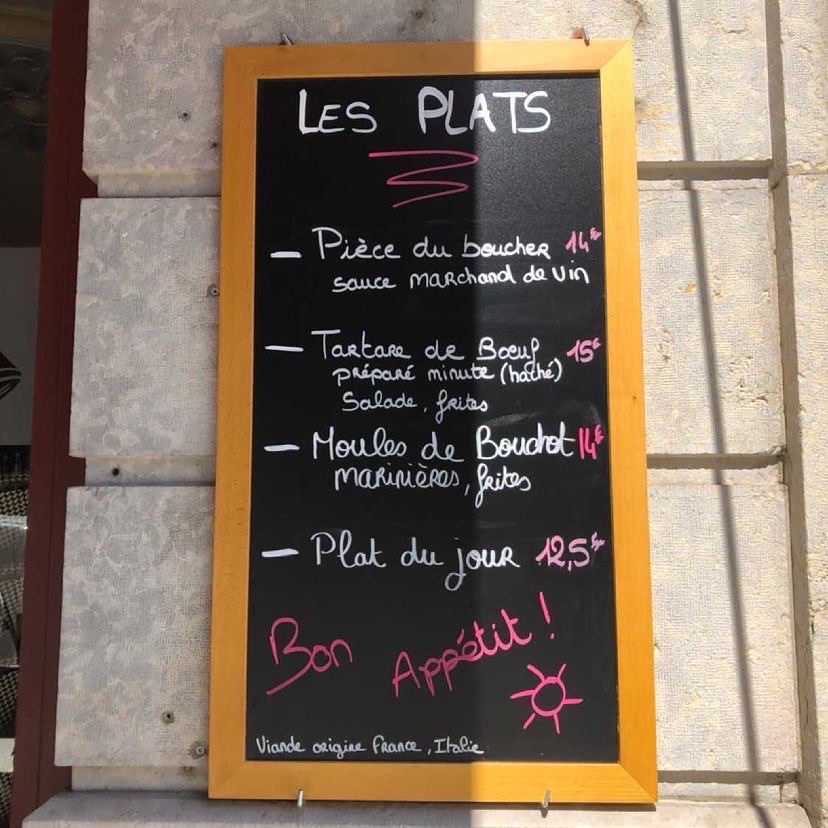 LES PLATS
— Pièce du boucher 14€
sauce marchand de vin
— Tartare de Bœuf 15€
préparé minute (haché)
Salade, frites
— Moules de Bouchot 14€
marinières, frites
— Plat du jour 12,5€
Bon Appétit !
Viande origine France, Italie